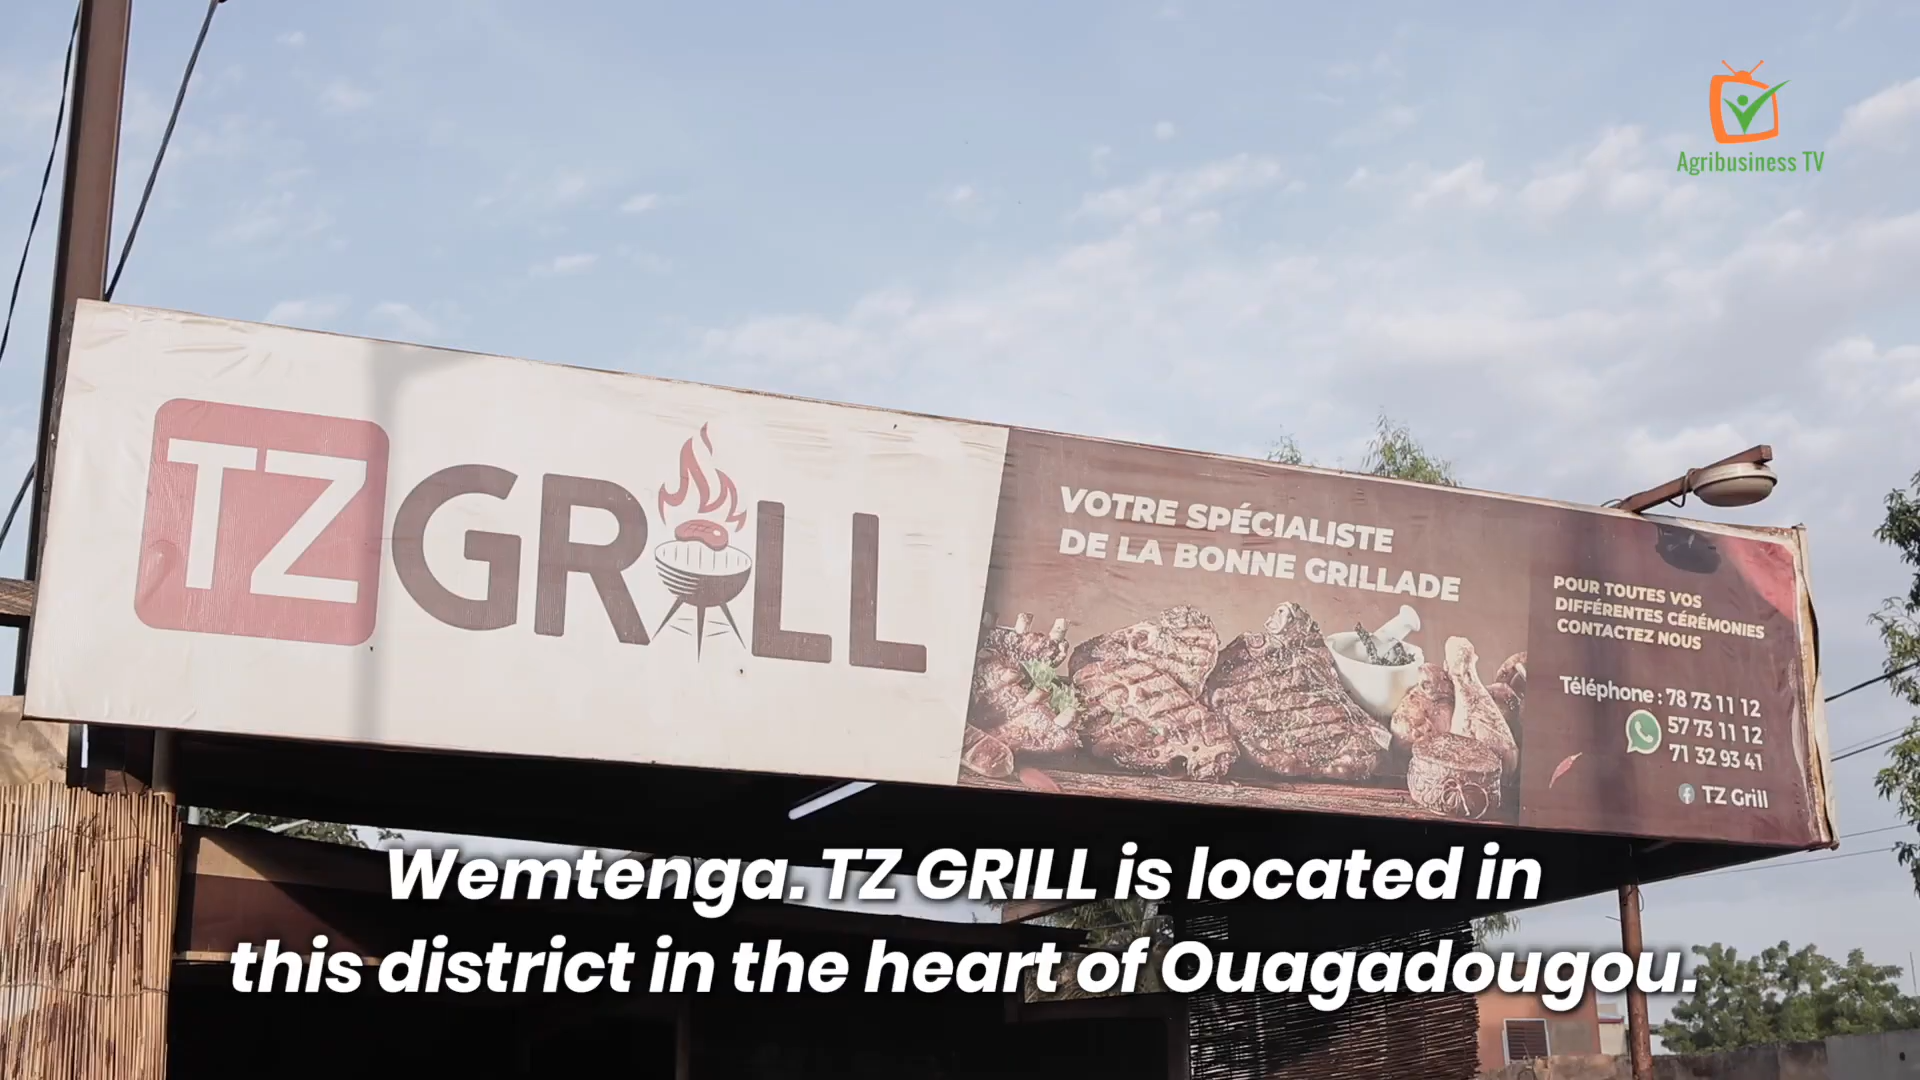 Agribusiness TV
TZ GRILL
VOTRE SPÉCIALISTE
DE LA BONNE GRILLADE
POUR TOUTES VOS
DIFFÉRENTES CÉRÉMONIES
CONTACTEZ NOUS
Téléphone : 78 73 11 12
57 73 11 12
71 32 93 41
TZ Grill
Wemtenga. TZ GRILL is located in
this district in the heart of Ouagadougou.